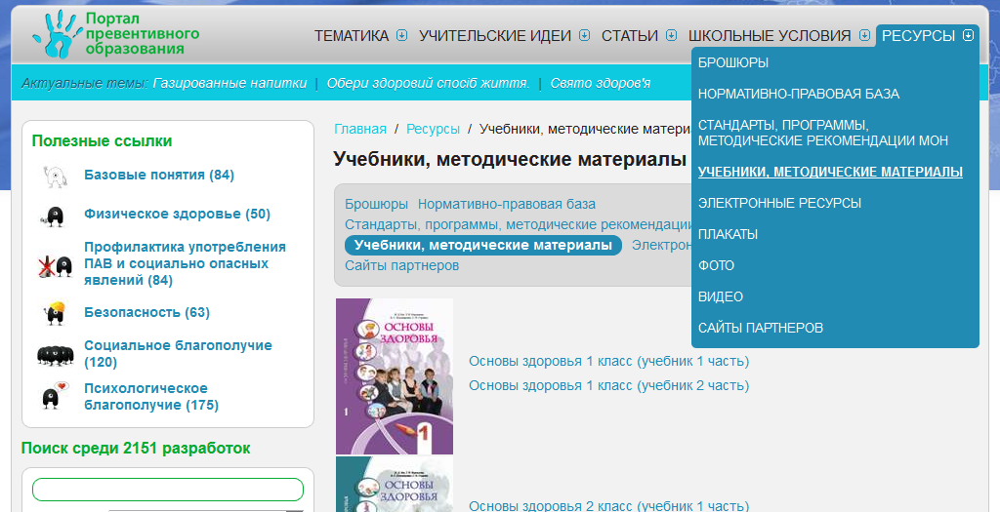 Портал
превентивного
образования
ТЕМАТИКА УЧИТЕЛЬСКИЕ ИДЕИ СТАТЬИ ШКОЛЬНЫЕ УСЛОВИЯ РЕСУРСЫ
Актуальные темы: Газированные напитки | Обери здоровий спосіб життя. | Свято здоров'я
БРОШЮРЫ
НОРМАТИВНО-ПРАВОВАЯ БАЗА
СТАНДАРТЫ, ПРОГРАММЫ,
МЕТОДИЧЕСКИЕ РЕКОМЕНДАЦИИ МОН
УЧЕБНИКИ, МЕТОДИЧЕСКИЕ МАТЕРИАЛЫ
ЭЛЕКТРОННЫЕ РЕСУРСЫ
ПЛАКАТЫ
ФОТО
ВИДЕО
САЙТЫ ПАРТНЕРОВ
Полезные ссылки
Базовые понятия (84)
Физическое здоровье (50)
Профилактика употребления
ПАВ и социально опасных
явлений (84)
Безопасность (63)
Социальное благополучие
(120)
Психологическое
благополучие (175)
Поиск среди 2151 разработок
Главная / Ресурсы / Учебники, методические матери
Учебники, методические материалы
Брошюры Нормативно-правовая база
Стандарты, программы, методические рекомендации
Учебники, методические материалы Электрон
Сайты партнеров
ОСНОВЫ
ЗДОРОВЬЯ
ОСНОВЫ ЗДОРОВЬЯ
1
1
Основы здоровья 1 класс (учебник 1 часть)
Основы здоровья 1 класс (учебник 2 часть)
ОСНОВЫ
ЗДОРОВЬЯ
Основы здоровья 2 класс (учебник 1 часть)